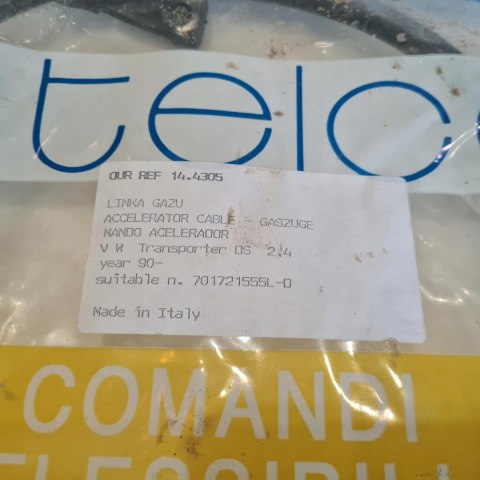 telc
OUR REF 14.4305
LINKA GAZU
ACCELERATOR CABLE - GASZUGE
MANDO ACELERADOR
V W Transporter DS 2.4
year 90-
suitable n. 701721555L-D
Made in Italy
COMANDI
FLESSIBILI